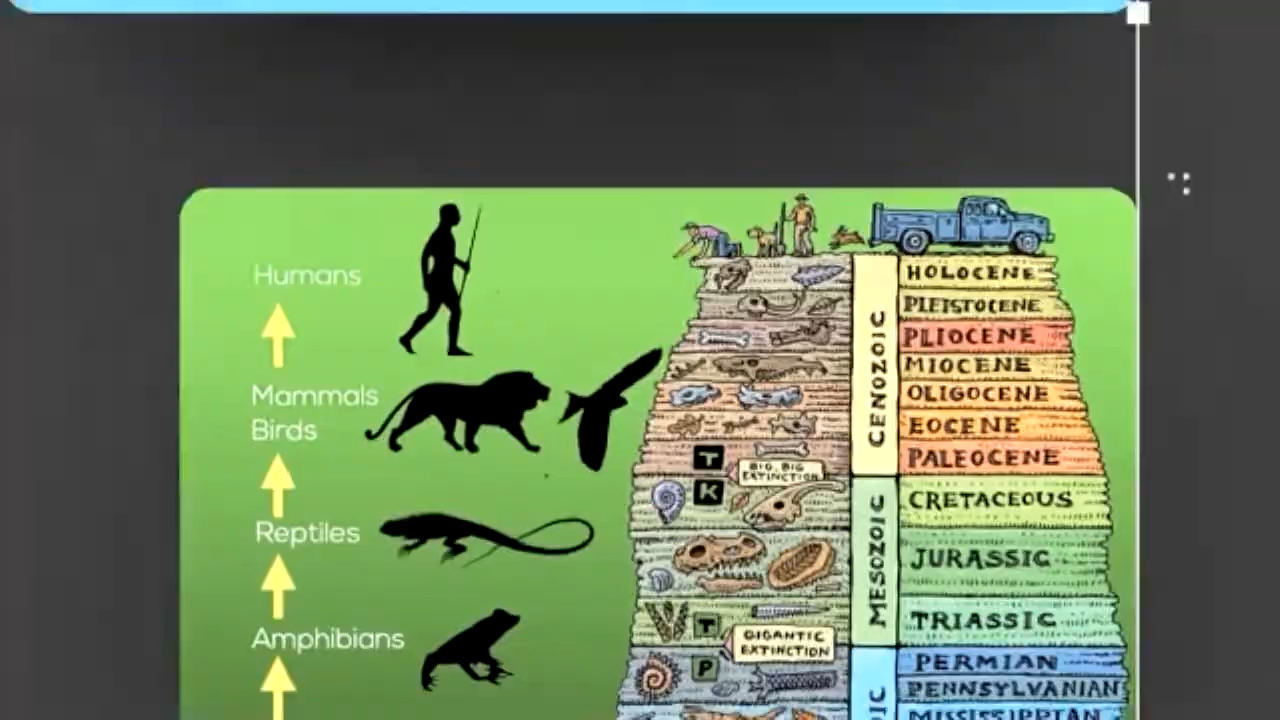 Humans
Mammals
Birds
Reptiles
Amphibians
HOLOCENE
PLEISTOCENE
PLIOCENE
MIOCENE
OLIGOCENE
EOCENE
PALEOCENE
CENOZOIC
T
BIG, BIG
EXTINCTION
K
CRETACEOUS
JURASSIC
TRIASSIC
MESOZOIC
T
GIGANTIC
EXTINCTION
P
PERMIAN
PENNSYLVANIAN
MISSISSIPPIAN